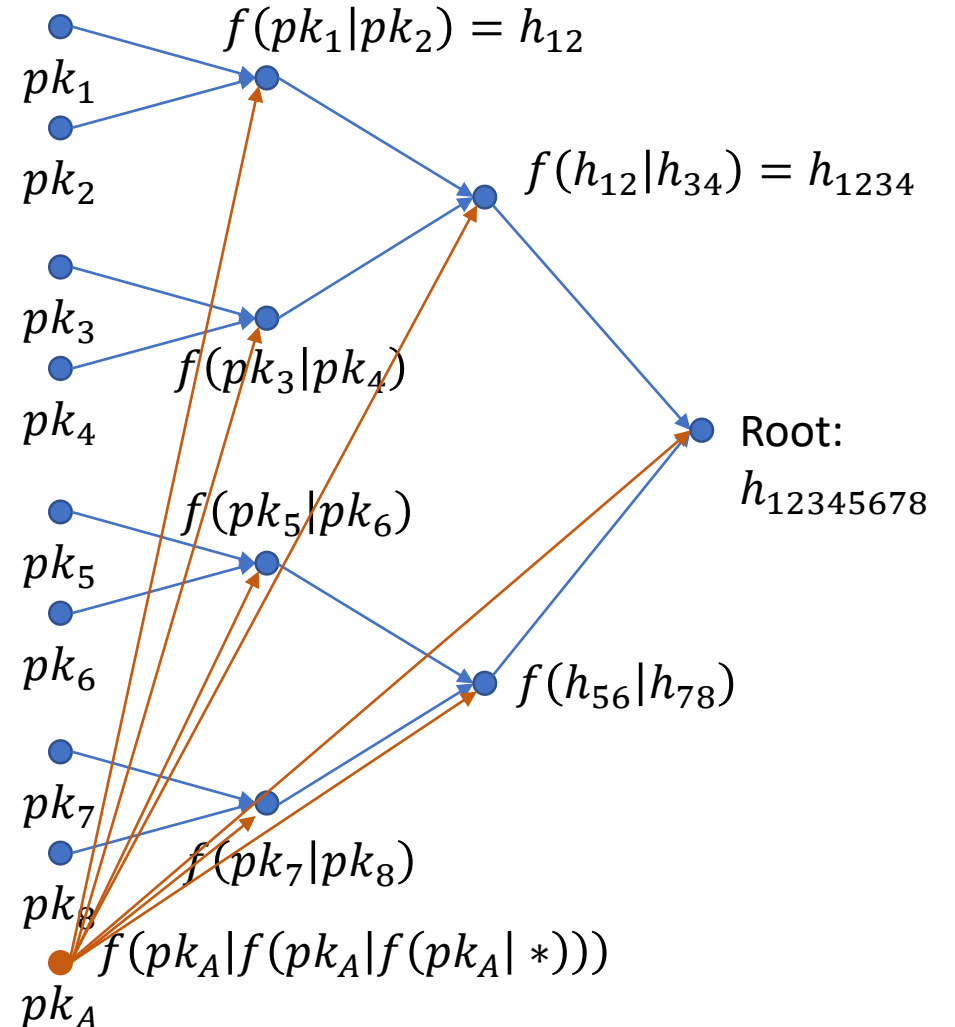 f(pk₁|pk₂) = h₁₂
pk₁
pk₂
f(h₁₂|h₃₄) = h₁₂₃₄
pk₃
f(pk₃|pk₄)
pk₄
Root:
h₁₂₃₄₅₆₇₈
f(pk₅|pk₆)
pk₅
pk₆
f(h₅₆|h₇₈)
pk₇
f(pk₇|pk₈)
pk₈
f(pk_A|f(pk_A|f(pk_A| *)))
pk_A